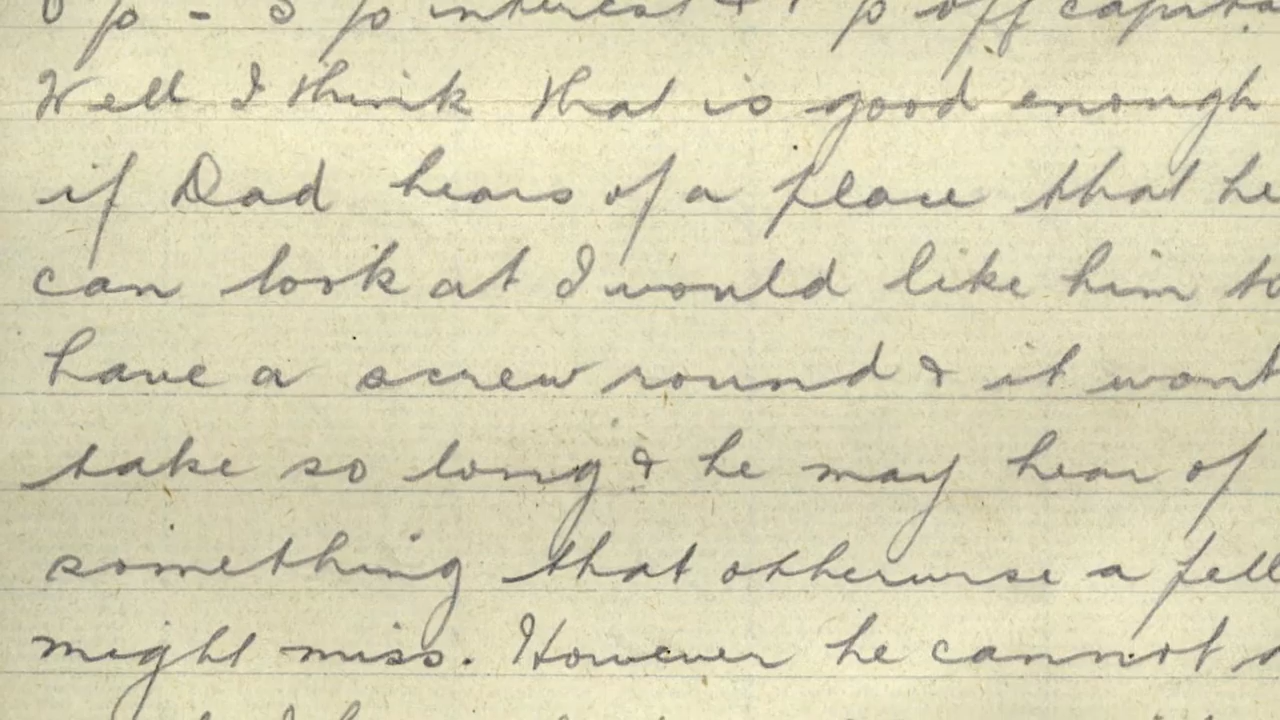 interest & 1 p off capita
Well I think that is good enough
if Dad hears of a place that he
can look at I would like him to
have a screw round & it wont
take so long & he may hear of
something that otherwise a fell
might miss. However he cannot